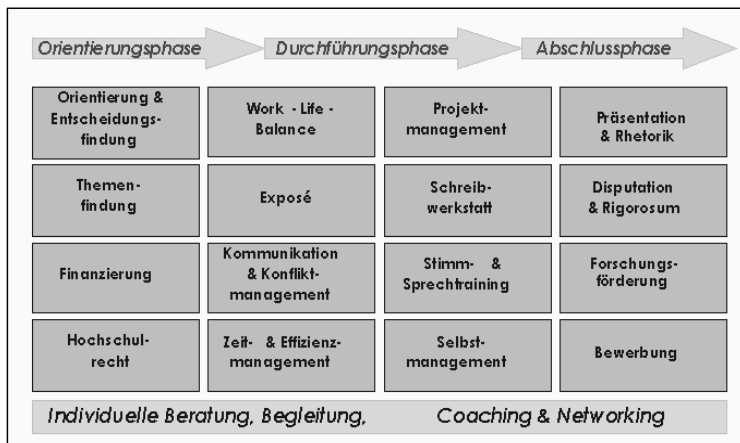 Orientierungsphase
Durchführungsphase
Abschlussphase
Orientierung &
Entscheidungs-
findung
Work - Life -
Balance
Projekt-
management
Präsentation
& Rhetorik
Themen-
findung
Exposé
Schreib-
werkstatt
Disputation
& Rigorosum
Finanzierung
Kommunikation
& Konflikt-
management
Stimm- &
Sprechtraining
Forschungs-
förderung
Hochschul-
recht
Zeit- & Effizienz-
management
Selbst-
management
Bewerbung
Individuelle Beratung, Begleitung, Coaching & Networking